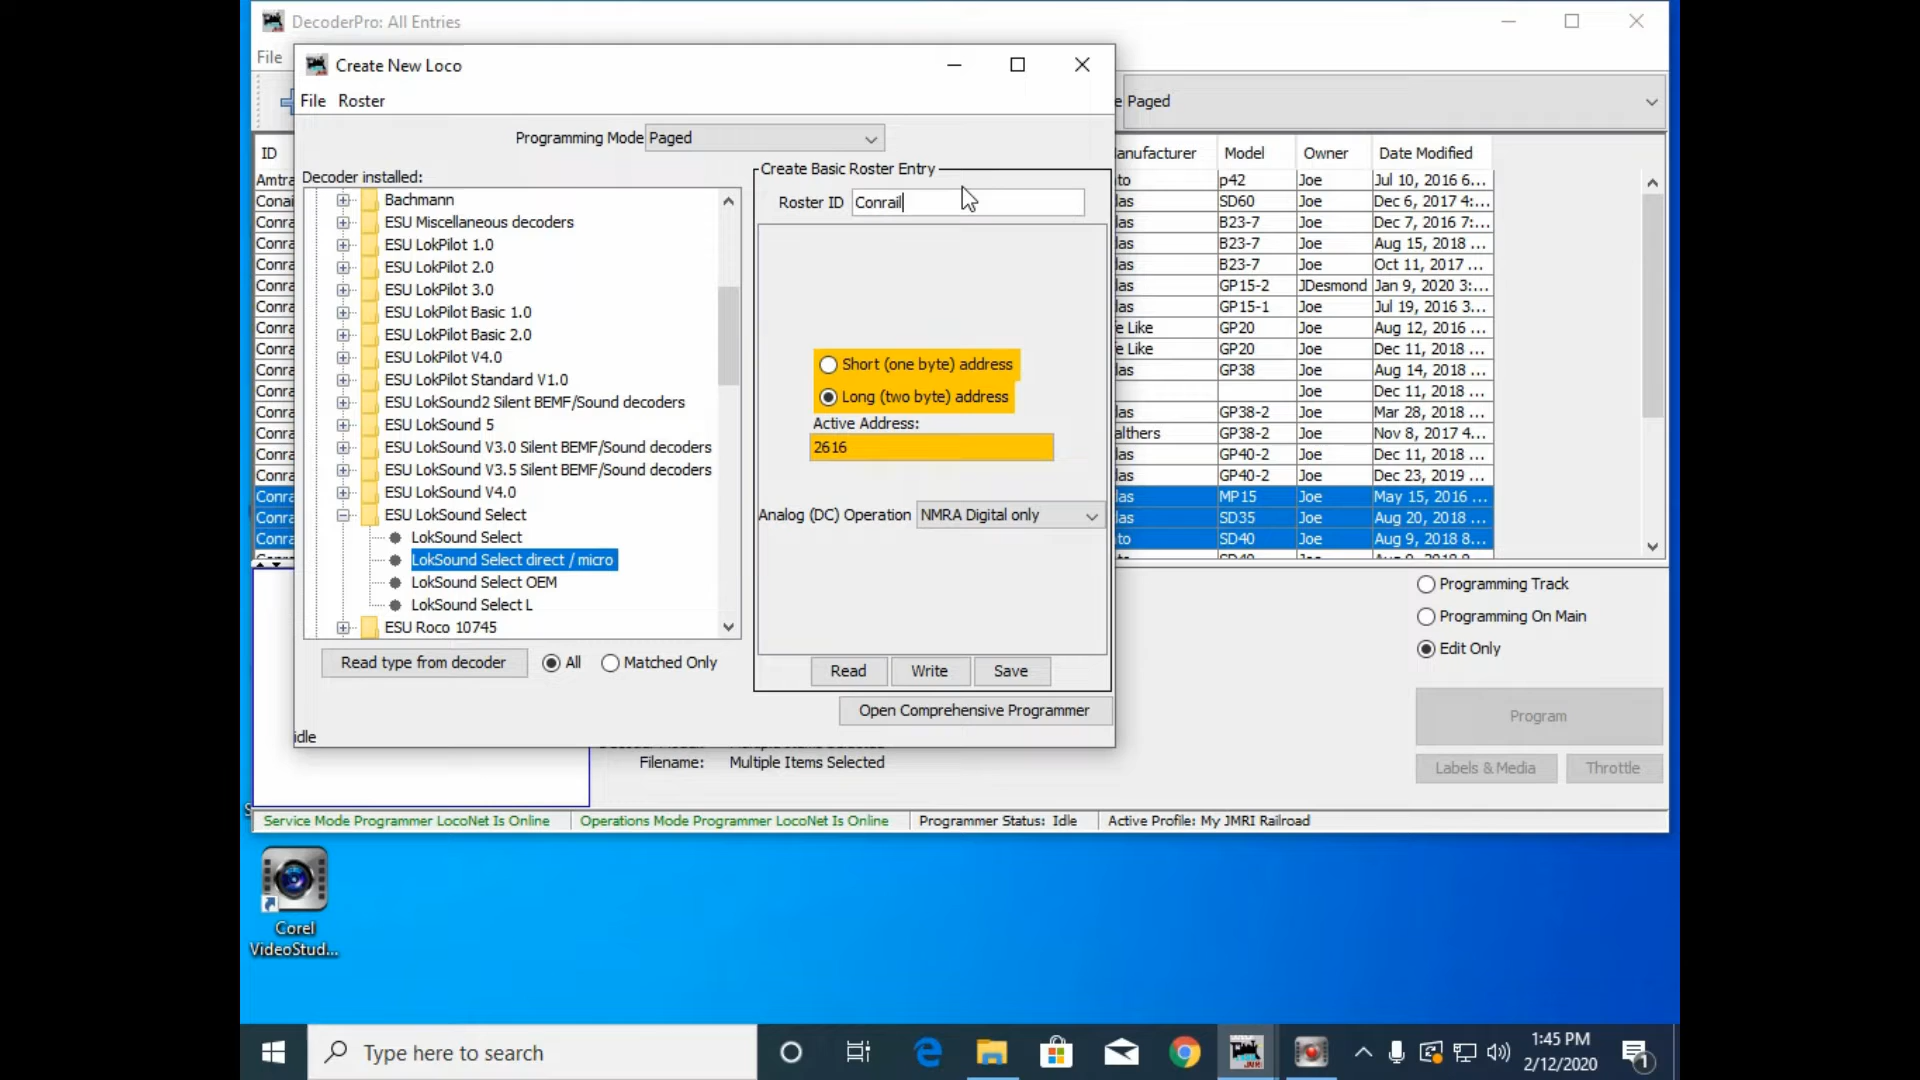 DecoderPro: All Entries
File
Create New Loco
File Roster
Paged
Programming Mode Paged
ID
Manufacturer Model Owner Date Modified
Decoder installed:
Create Basic Roster Entry
Roster ID Conrail
Bachmann
ESU Miscellaneous decoders
ESU LokPilot 1.0
ESU LokPilot 2.0
ESU LokPilot 3.0
ESU LokPilot Basic 1.0
ESU LokPilot Basic 2.0
ESU LokPilot V4.0
ESU LokPilot Standard V1.0
ESU LokSound2 Silent BEMF/Sound decoders
ESU LokSound 5
ESU LokSound V3.0 Silent BEMF/Sound decoders
ESU LokSound V3.5 Silent BEMF/Sound decoders
ESU LokSound V4.0
ESU LokSound Select
LokSound Select
LokSound Select direct / micro
LokSound Select OEM
LokSound Select L
ESU Roco 10745
Read type from decoder All Matched Only
idle
Short (one byte) address
Long (two byte) address
Active Address:
2616
Analog (DC) Operation NMRA Digital only
Read Write Save
Open Comprehensive Programmer
p42 Joe Jul 10, 2016 6...
SD60 Joe Dec 6, 2017 4:...
B23-7 Joe Dec 7, 2016 7:...
B23-7 Joe Aug 15, 2018 ...
B23-7 Joe Oct 11, 2017 ...
GP15-2 JDesmond Jan 9, 2020 3:...
GP15-1 Joe Jul 19, 2016 3...
Like GP20 Joe Aug 12, 2016 ...
Like GP20 Joe Dec 11, 2018 ...
GP38 Joe Aug 14, 2018 ...
Joe Dec 11, 2018 ...
GP38-2 Joe Mar 28, 2018 ...
althers GP38-2 Joe Nov 8, 2017 4...
GP40-2 Joe Dec 11, 2018 ...
GP40-2 Joe Dec 23, 2019 ...
MP15 Joe May 15, 2016 ...
SD35 Joe Aug 20, 2018 ...
SD40 Joe Aug 9, 2018 8...
Programming Track
Programming On Main
Edit Only
Program
Labels & Media Throttle
Filename: Multiple Items Selected
Service Mode Programmer LocoNet Is Online Operations Mode Programmer LocoNet Is Online Programmer Status: Idle Active Profile: My JMRI Railroad
Corel
VideoStud...
Type here to search
1:45 PM
2/12/2020
1